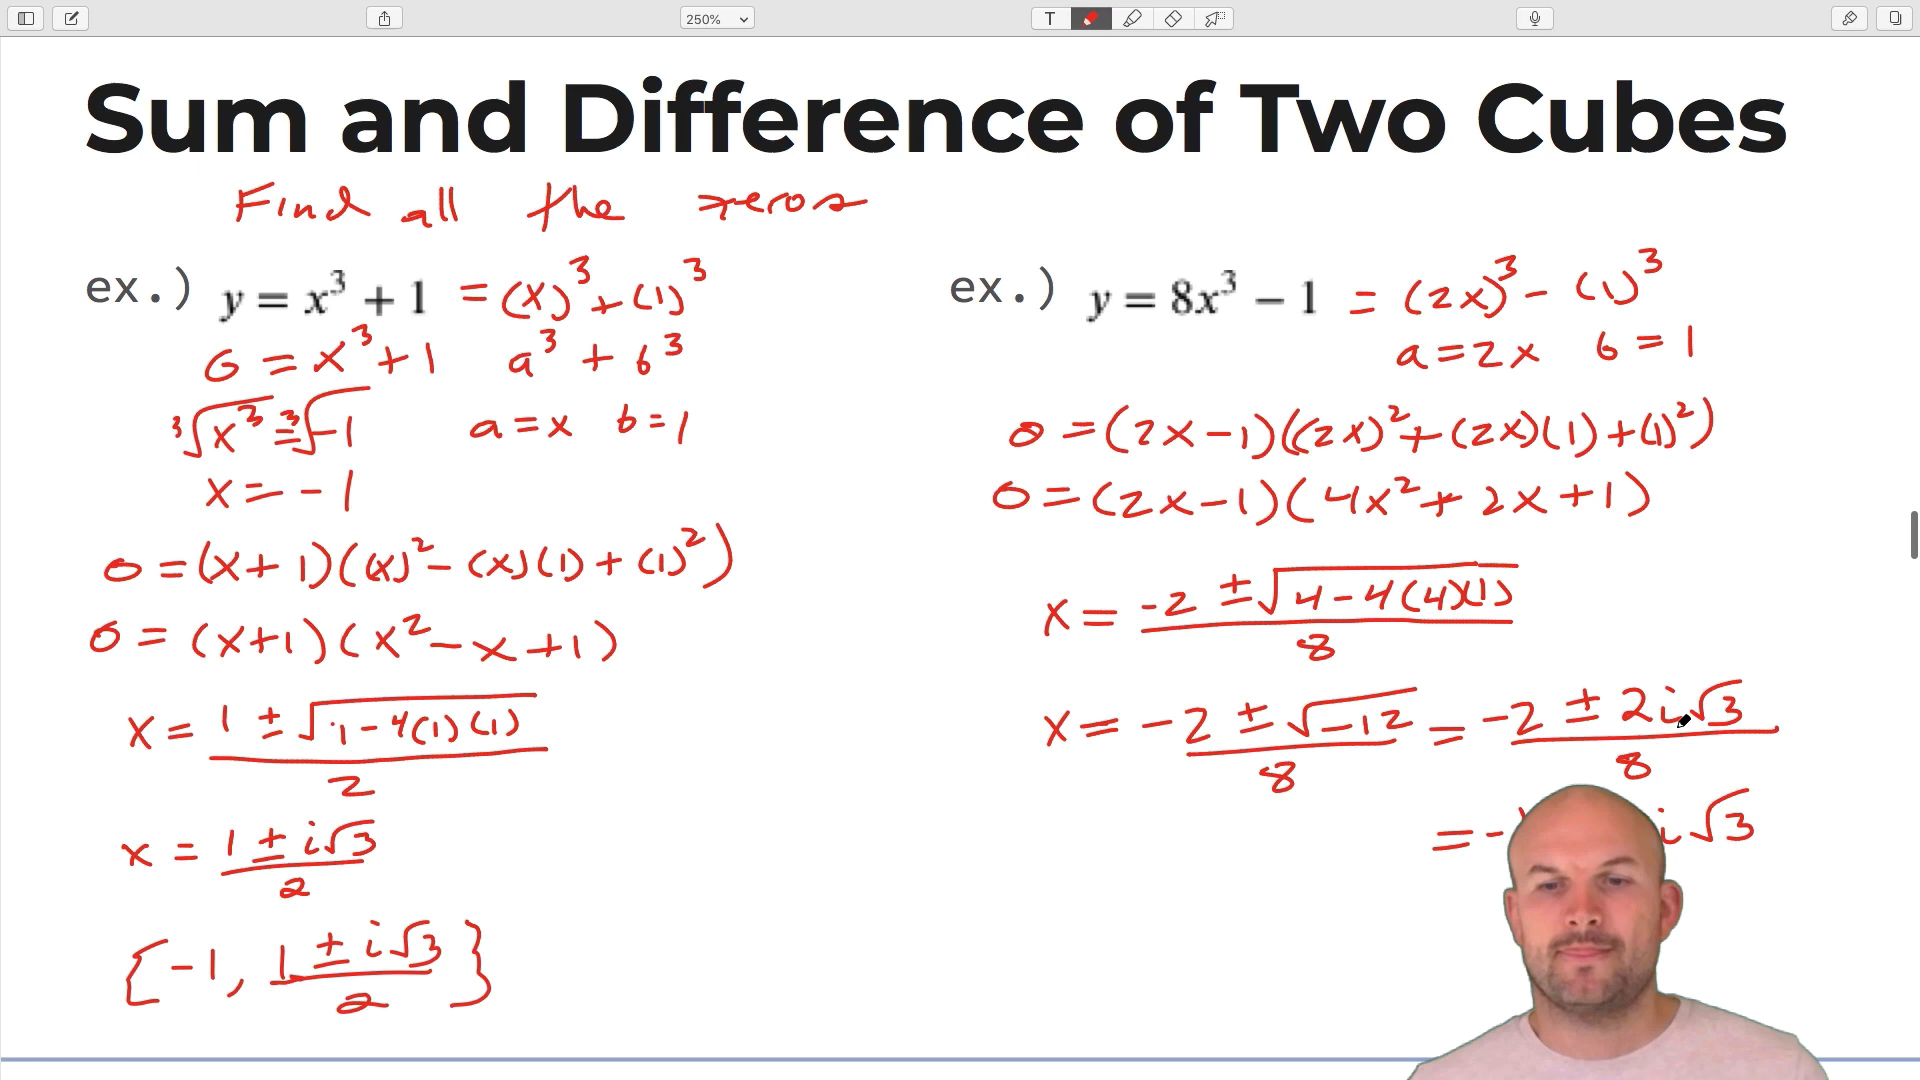 250%
T
Sum and Difference of Two Cubes
Find all the zeros
ex.) y = x³ + 1 = (x)³ + (1)³
0 = x³ + 1 a³ + b³
³√x³ = ³√-1 a = x b = 1
x = -1
0 = (x + 1)((x)² - (x)(1) + (1)²)
0 = (x+1)(x² - x + 1)
x = 1 ± √1 - 4(1)(1) / 2
x = 1 ± i√3 / 2
{-1, 1 ± i√3 / 2}
ex.) y = 8x³ − 1 = (2x)³ - (1)³
a = 2x b = 1
0 = (2x - 1)((2x)² + (2x)(1) + (1)²)
0 = (2x - 1)(4x² + 2x + 1)
x = -2 ± √4 - 4(4)(1) / 8
x = -2 ± √-12 / 8 = -2 ± 2i√3 / 8
= - i√3